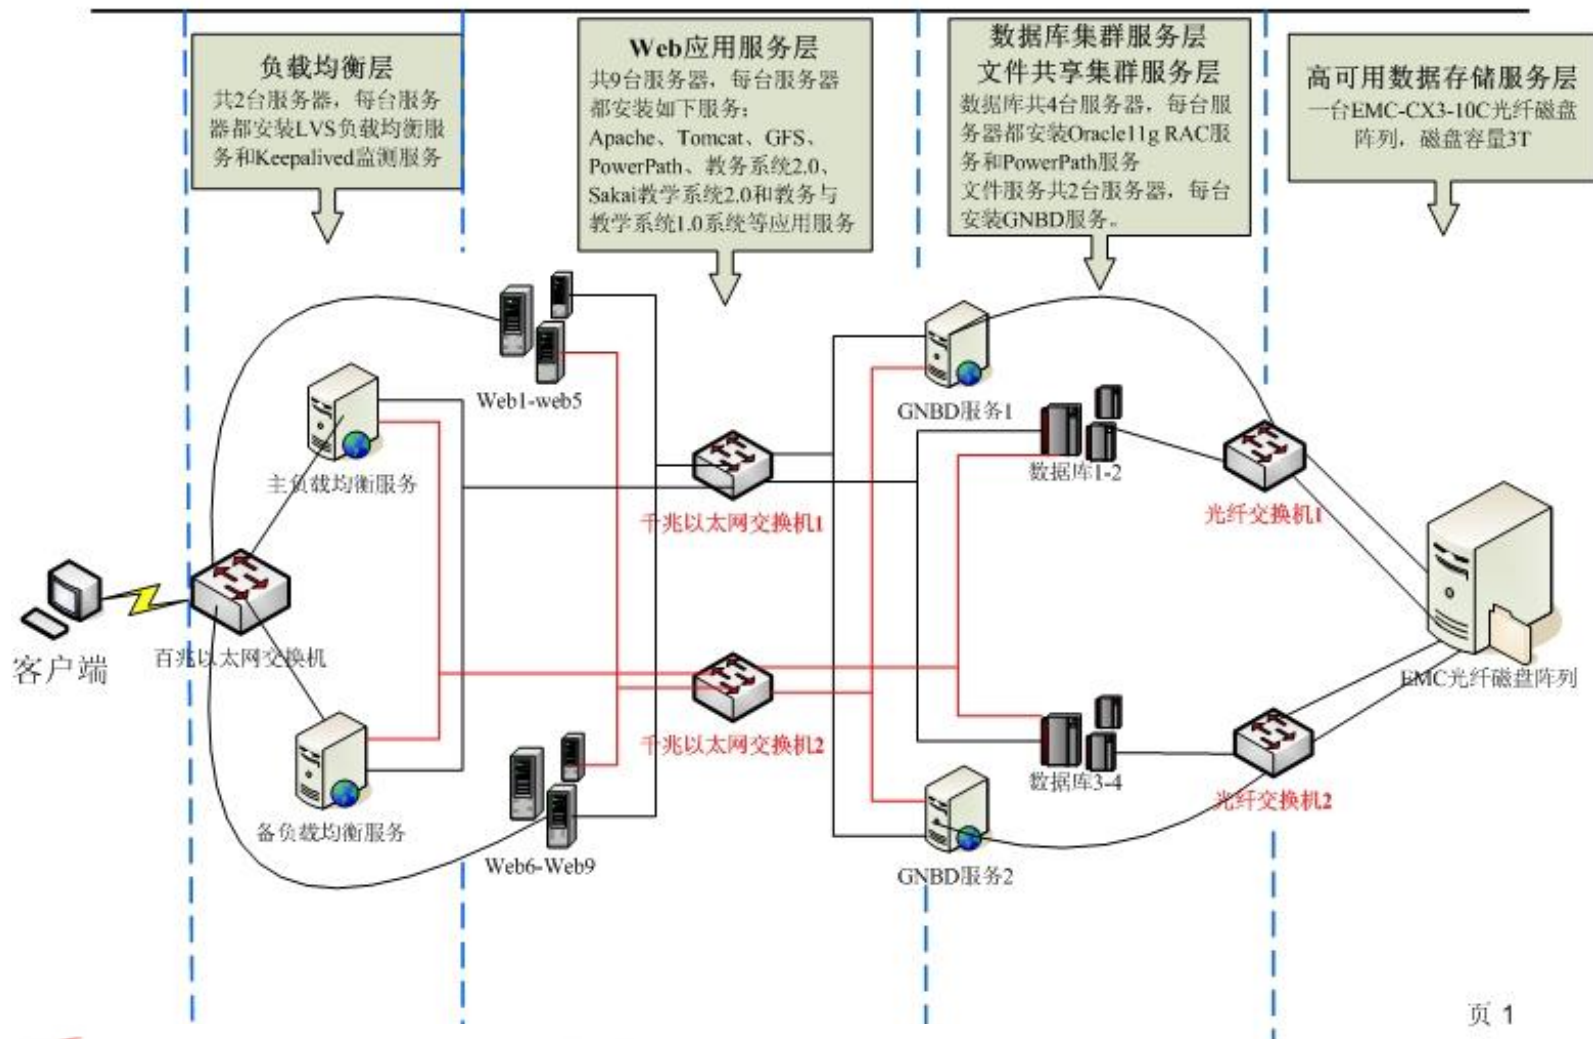 负载均衡层
共2台服务器，每台服务
器都安装LVS负载均衡服
务和Keepalived监测服务
Web应用服务层
共9台服务器，每台服务器
都安装如下服务：
Apache、Tomcat、GFS、
PowerPath、教务系统2.0、
Sakai教学系统2.0和教务与
教学系统1.0系统等应用服务
数据库集群服务层
文件共享集群服务层
数据库共4台服务器，每台服
务器都安装Oracle11g RAC服
务和PowerPath服务
文件服务共2台服务器，每台
安装GNBD服务。
高可用数据存储服务层
一台EMC-CX3-10C光纤磁盘
阵列，磁盘容量3T
Web1-web5
GNBD服务1
主负载均衡服务
数据库1-2
千兆以太网交换机1
光纤交换机1
客户端
百兆以太网交换机
EMC光纤磁盘阵列
千兆以太网交换机2
数据库3-4
光纤交换机2
备负载均衡服务
Web6-Web9
GNBD服务2
页 1